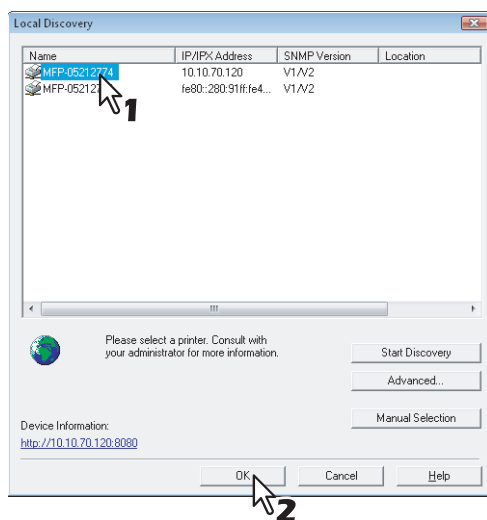 Local Discovery
Name IP/IPX Address SNMP Version Location
MFP-05212774 10.10.70.120 V1/V2
MFP-05212 fe80::280:91ff:fe4... V1/V2
1
Please select a printer. Consult with
your administrator for more information.
Start Discovery
Advanced...
Manual Selection
Device Information:
http://10.10.70.120:8080
OK Cancel Help
2